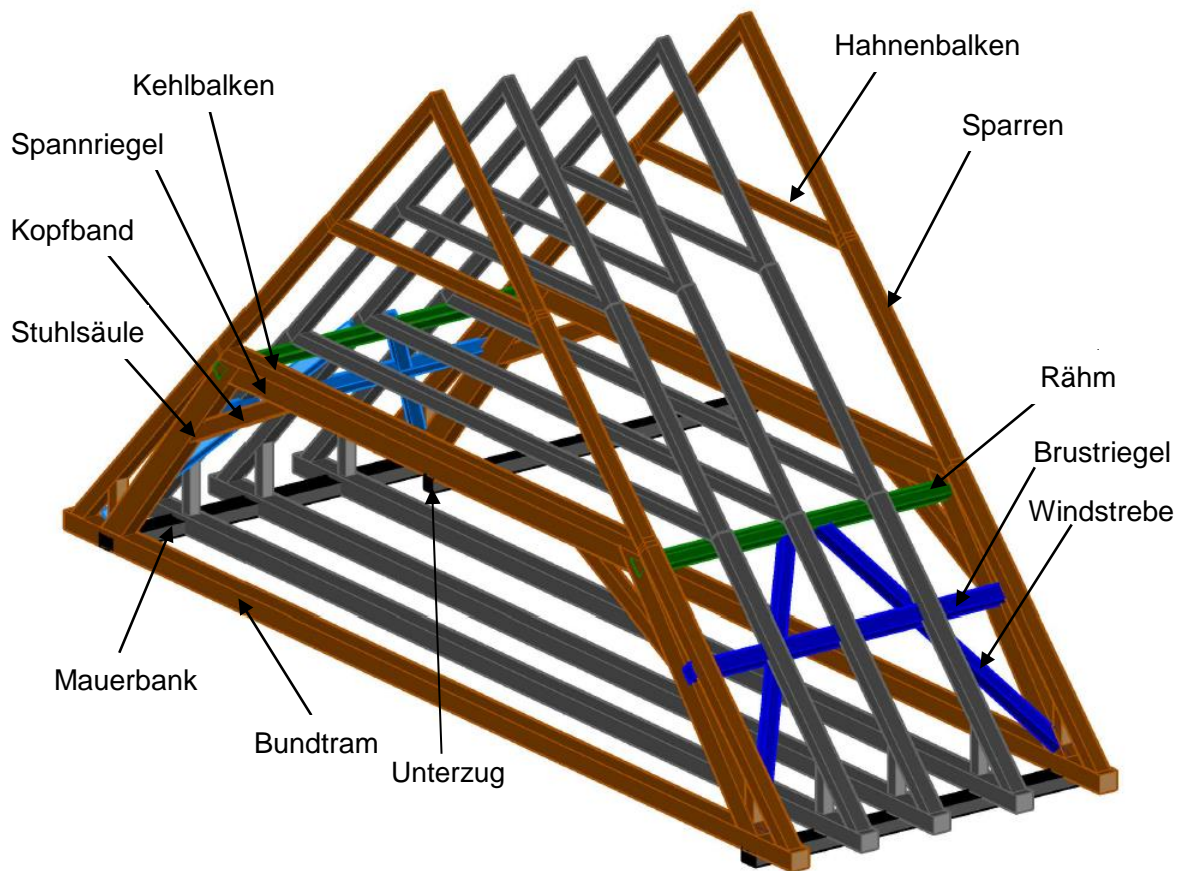 Hahnenbalken
Kehlbalken
Sparren
Spannriegel
Kopfband
Stuhlsäule
Rähm
Brustriegel
Windstrebe
Mauerbank
Bundtram
Unterzug